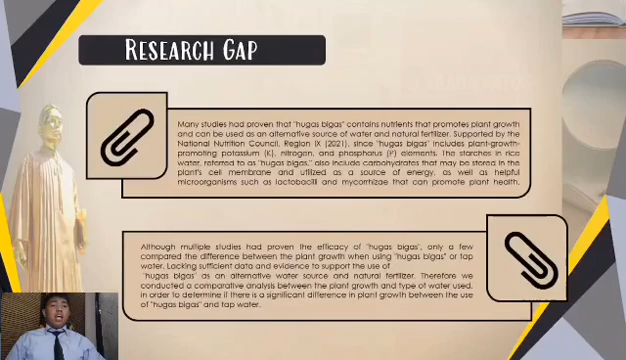 RESEARCH GAP
Many studies had proven that "hugas bigas" contains nutrients that promotes plant growth
and can be used as an alternative source of water and natural fertilizer. Supported by the
National Nutrition Council, Region IX (2021), since "hugas bigas" includes plant-growth-
promoting potassium (K), nitrogen, and phosphorus (P) elements. The starches in rice
water, referred to as "hugas bigas," also include carbohydrates that may be stored in the
plant's cell membrane and utilized as a source of energy, as well as helpful
microorganisms such as lactobacilli and mycorrhizae that can promote plant health.
Although multiple studies had proven the efficacy of "hugas bigas", only a few
compared the difference between the plant growth when using "hugas bigas" or tap
water. Lacking sufficient data and evidence to support the use of
"hugas bigas" as an alternative water source and natural fertilizer. Therefore we
conducted a comparative analysis between the plant growth and type of water used,
in order to determine if there is a significant difference in plant growth between the use
of "hugas bigas" and tap water.